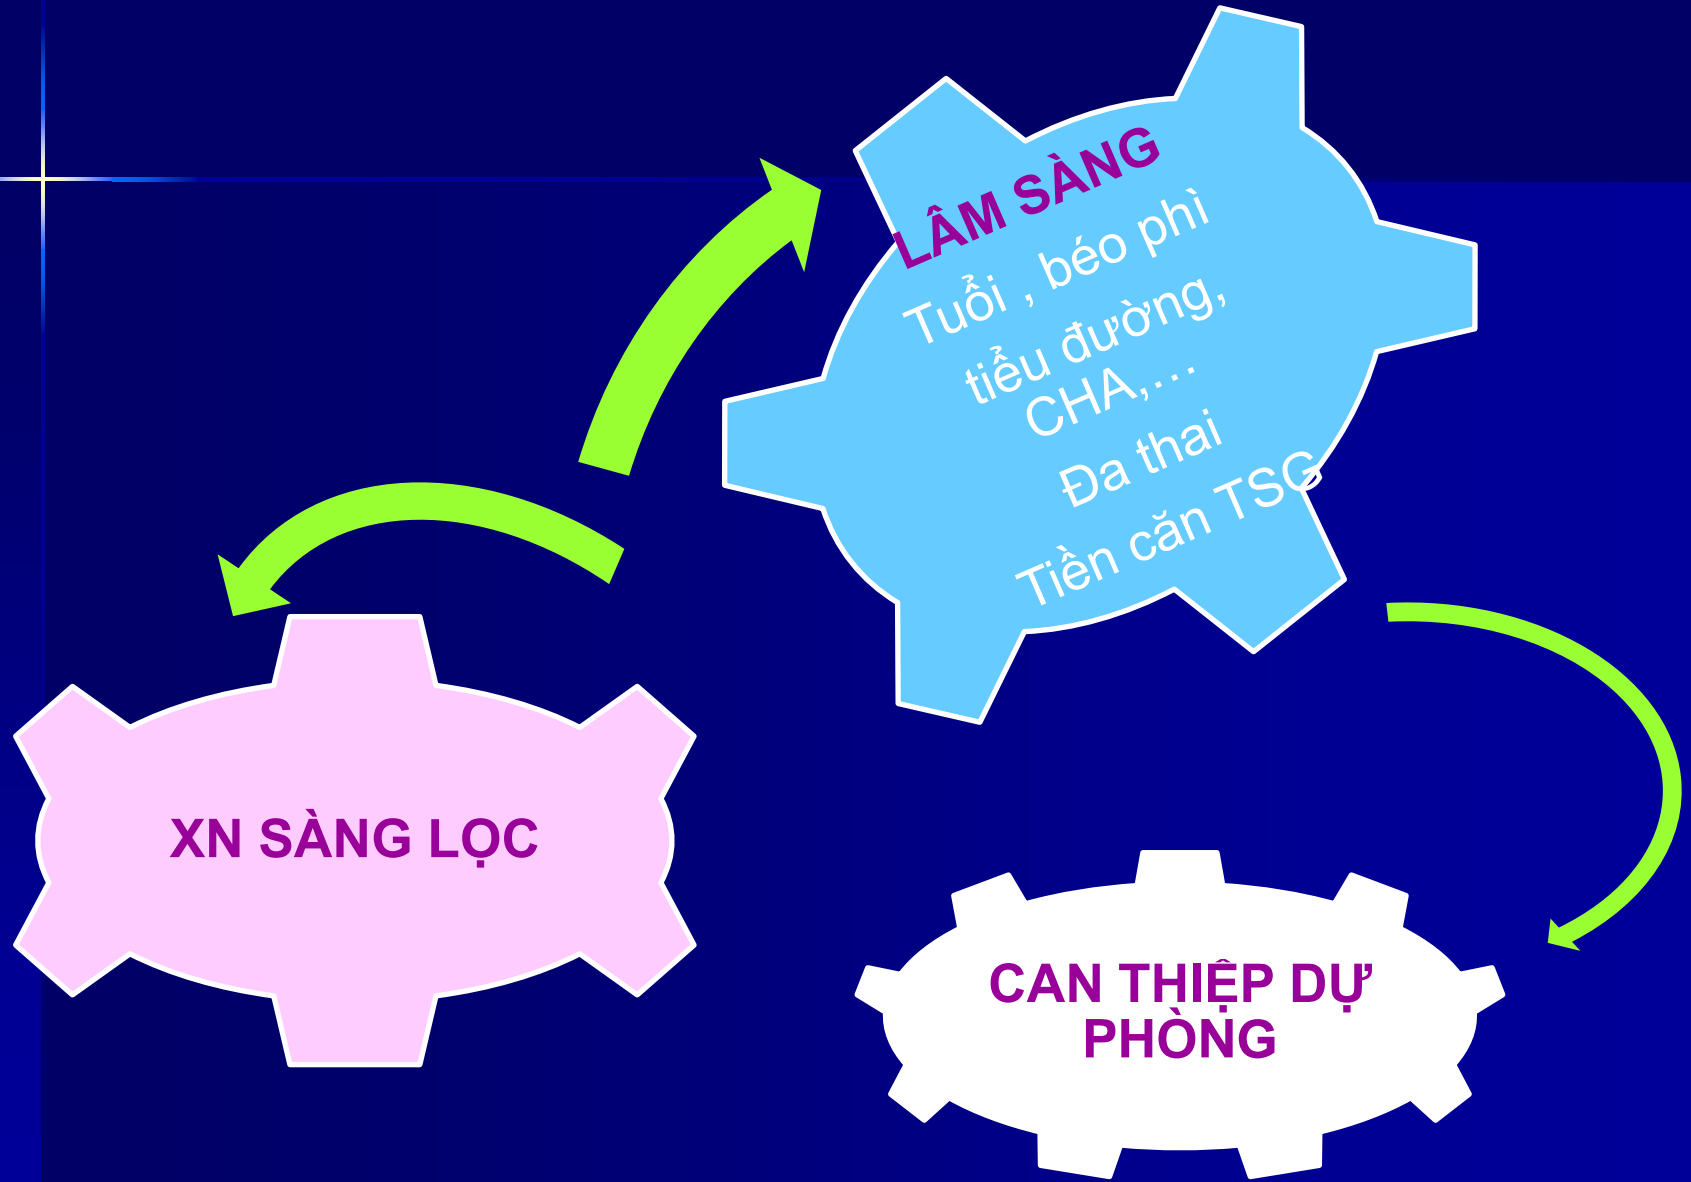 LÂM SÀNG
Tuổi , béo phì
tiểu đường,
CHA,…
Đa thai
Tiền căn TSG
XN SÀNG LỌC
CAN THIỆP DỰ
PHÒNG